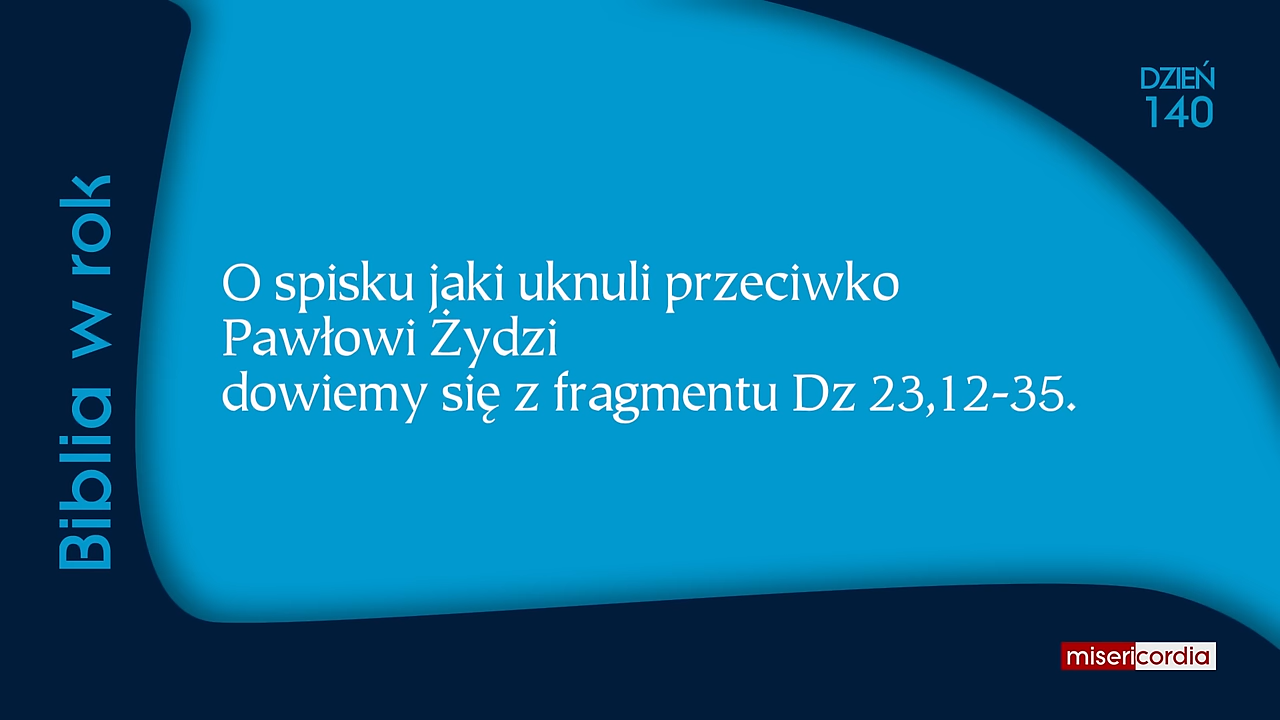 DZIEŃ
140
Biblia w rok
O spisku jaki uknuli przeciwko
Pawłowi Żydzi
dowiemy się z fragmentu Dz 23,12-35.
misericordia